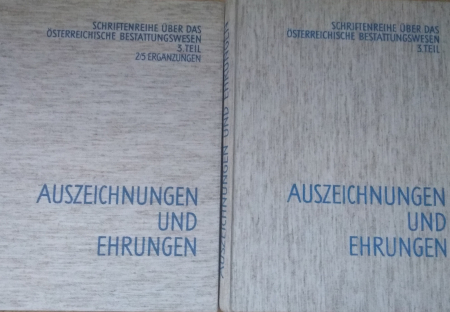 SCHRIFTENREIHE ÜBER DAS
ÖSTERREICHISCHE BESTATTUNGSWESEN
3. TEIL
2-5 ERGÄNZUNGEN
AUSZEICHNUNGEN
UND
EHRUNGEN
AUSZEICHNUNGEN UND EHRUNGEN
SCHRIFTENREIHE ÜBER DAS
ÖSTERREICHISCHE BESTATTUNGSWESEN
3. TEIL
AUSZEICHNUNGEN
UND
EHRUNGEN